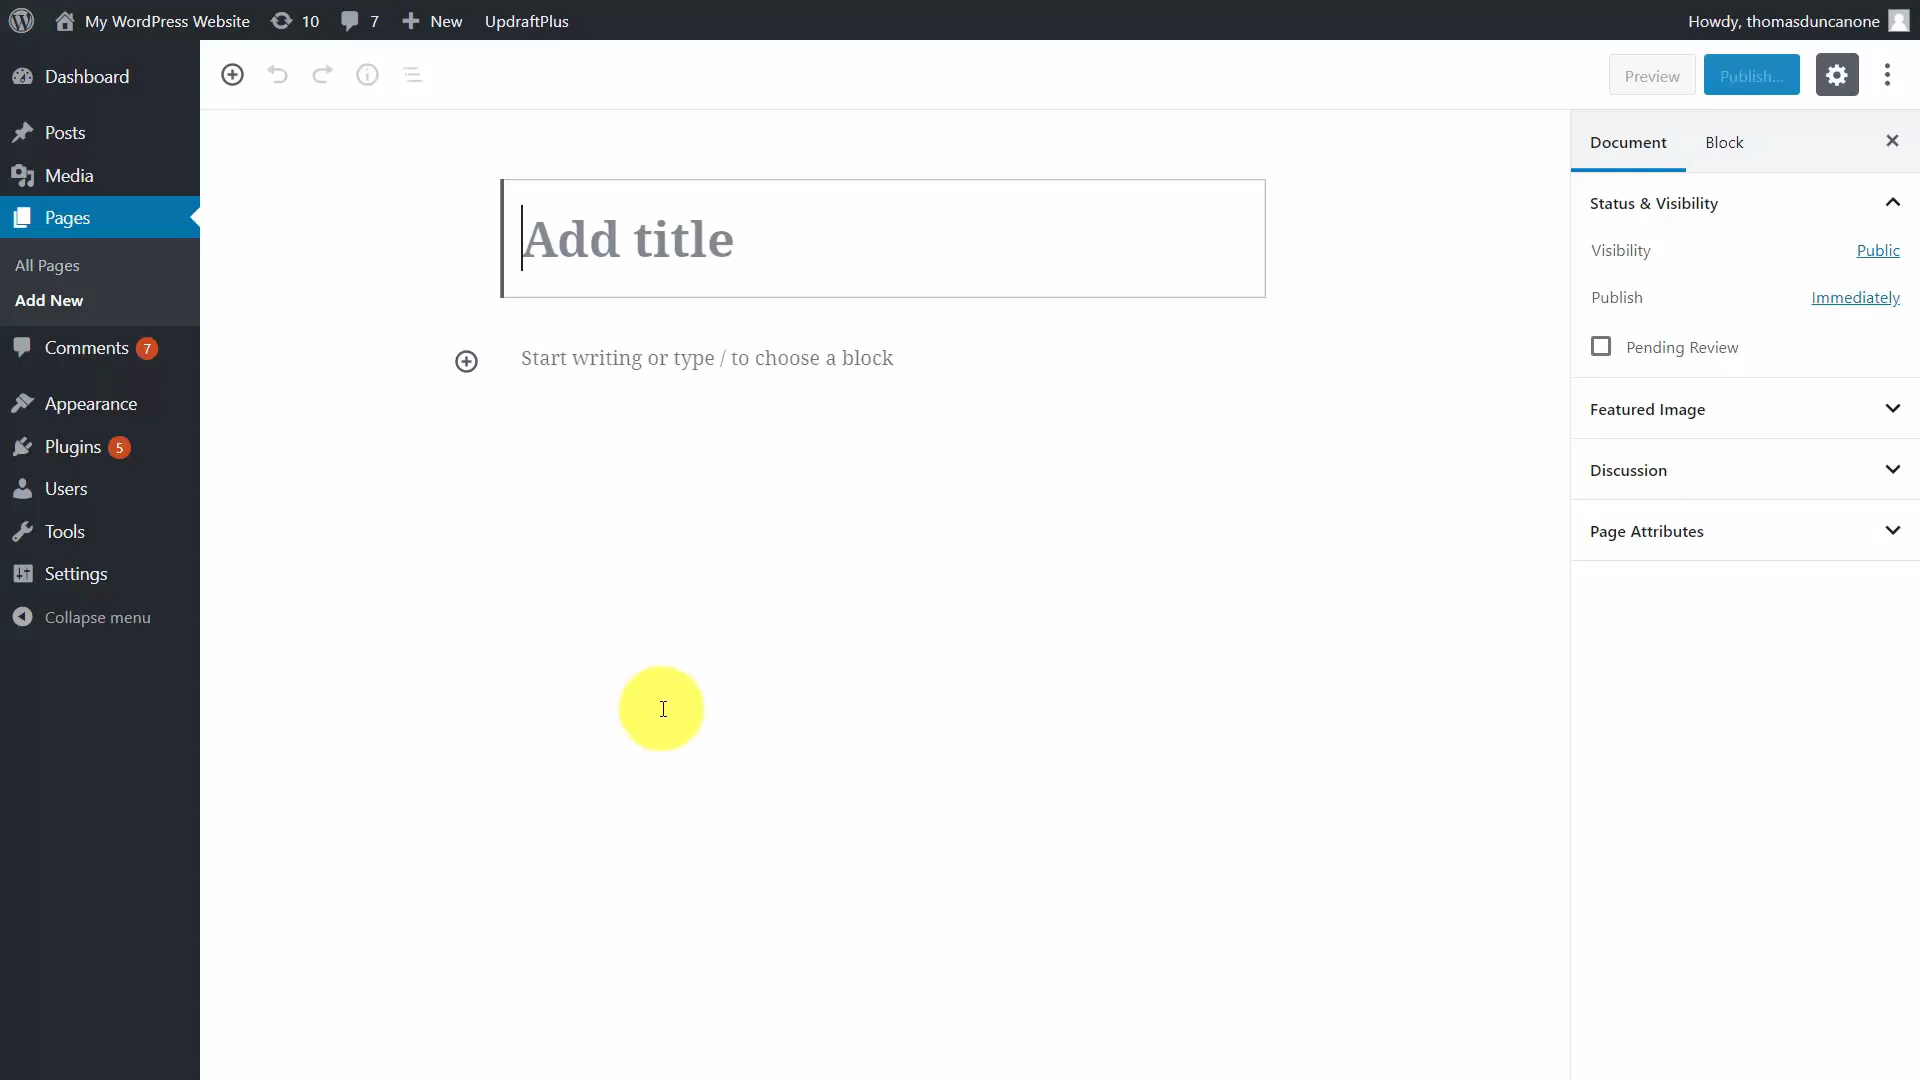 My WordPress Website 10 7 New UpdraftPlus Howdy, thomasduncanone
Dashboard
Posts
Media
Pages
All Pages
Add New
Comments 7
Appearance
Plugins 5
Users
Tools
Settings
Collapse menu
Preview Publish...
Add title
Start writing or type / to choose a block
Document Block
Status & Visibility
Visibility Public
Publish Immediately
Pending Review
Featured Image
Discussion
Page Attributes